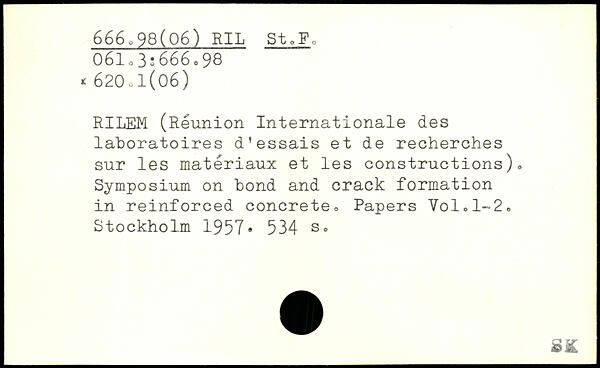 666.98(06) RIL St.F.
061.3:666.98
* 620.1(06)
RILEM (Réunion Internationale des
laboratoires d'essais et de recherches
sur les matériaux et les constructions).
Symposium on bond and crack formation
in reinforced concrete. Papers Vol.1-2.
Stockholm 1957. 534 s.
SK